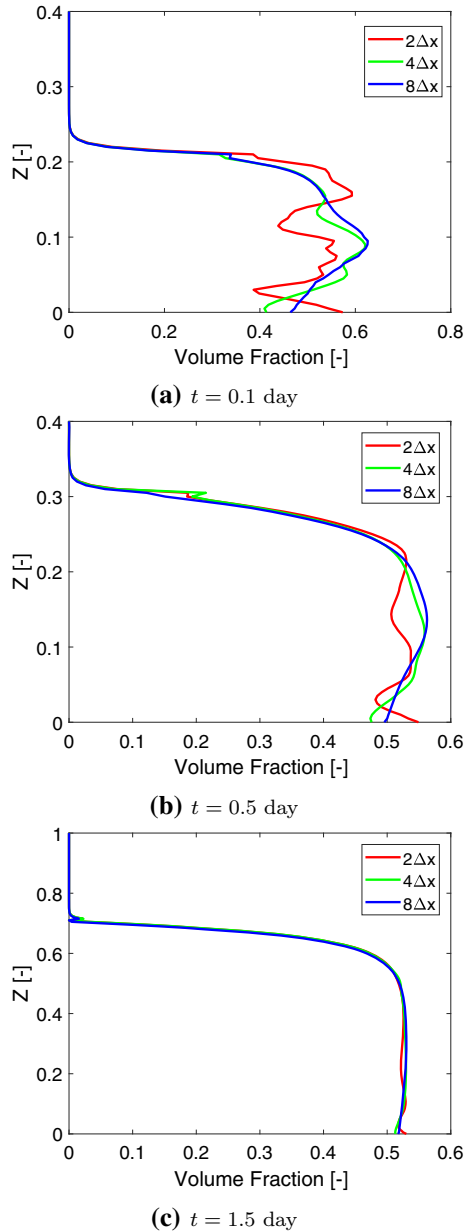 0.4
2Δx
4Δx
8Δx
0.3
Z [-]
0.2
0.1
0
0 0.2 0.4 0.6 0.8
Volume Fraction [-]
(a) t = 0.1 day
0.4
2Δx
4Δx
8Δx
0.3
Z [-]
0.2
0.1
0
0 0.1 0.2 0.3 0.4 0.5 0.6
Volume Fraction [-]
(b) t = 0.5 day
1
2Δx
4Δx
8Δx
0.8
0.6
Z [-]
0.4
0.2
0
0 0.1 0.2 0.3 0.4 0.5 0.6
Volume Fraction [-]
(c) t = 1.5 day